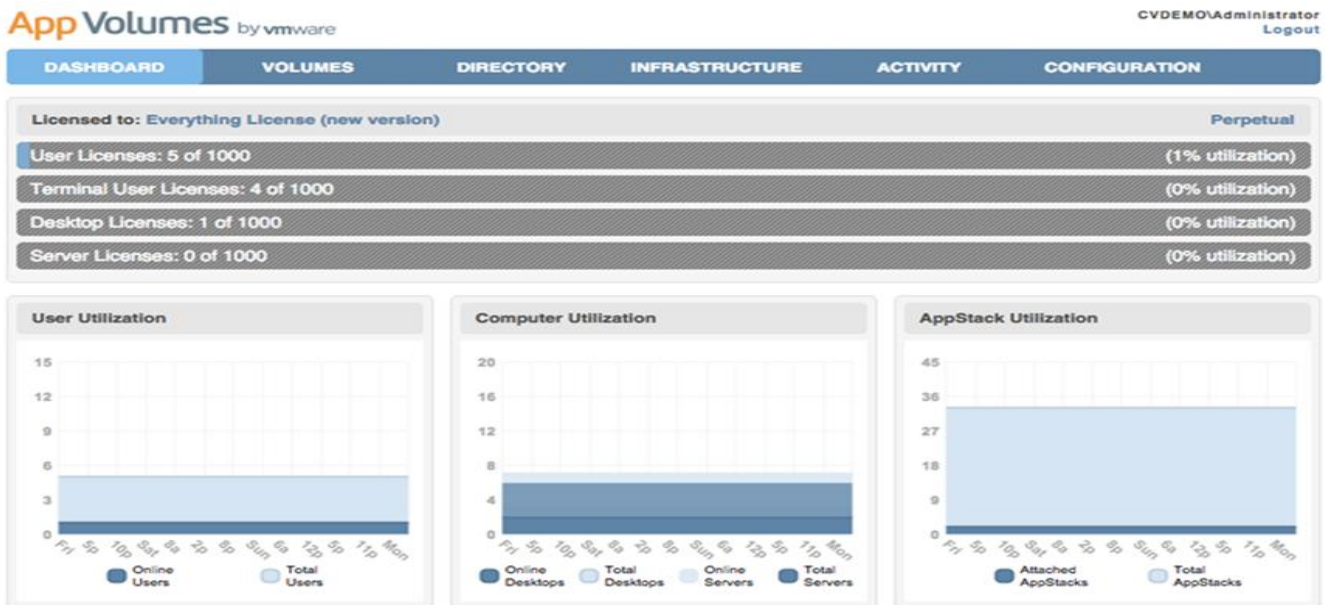 App Volumes by vmware
CVDEMO\Administrator
Logout
DASHBOARD VOLUMES DIRECTORY INFRASTRUCTURE ACTIVITY CONFIGURATION
Licensed to: Everything License (new version) Perpetual
User Licenses: 5 of 1000 (1% utilization)
Terminal User Licenses: 4 of 1000 (0% utilization)
Desktop Licenses: 1 of 1000 (0% utilization)
Server Licenses: 0 of 1000 (0% utilization)
User Utilization
15
12
9
6
3
0
Fri 5p 10p Sat 8a 2p 8p Sun 6a 12p 5p 11p Mon
Online Users
Total Users
Computer Utilization
20
16
12
8
4
0
Fri 5p 10p Sat 8a 2p 8p Sun 6a 12p 5p 11p Mon
Online Desktops
Total Desktops
Online Servers
Total Servers
AppStack Utilization
45
36
27
18
9
0
Fri 5p 10p Sat 8a 2p 8p Sun 6a 12p 5p 11p Mon
Attached AppStacks
Total AppStacks